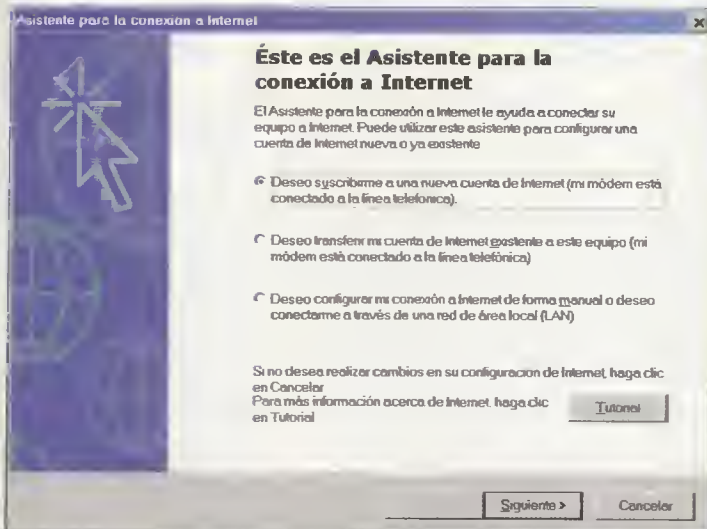 Asistente para la conexión a Internet
Éste es el Asistente para la
conexión a Internet
El Asistente para la conexión a Internet le ayuda a conectar su
equipo a Internet. Puede utilizar este asistente para configurar una
cuenta de Internet nueva o ya existente
Deseo suscribirme a una nueva cuenta de Internet (mi módem está
conectado a la línea telefonica).
Deseo transferir mi cuenta de Internet existente a este equipo (mi
módem está conectado a la línea telefónica)
Deseo configurar mi conexión a Internet de forma manual o deseo
conectarme a través de una red de área local (LAN)
Si no desea realizar cambios en su configuracion de Internet, haga clic
en Cancelar
Para más información acerca de Internet, haga clic
en Tutorial
Tutorial
Siguiente >
Cancelar